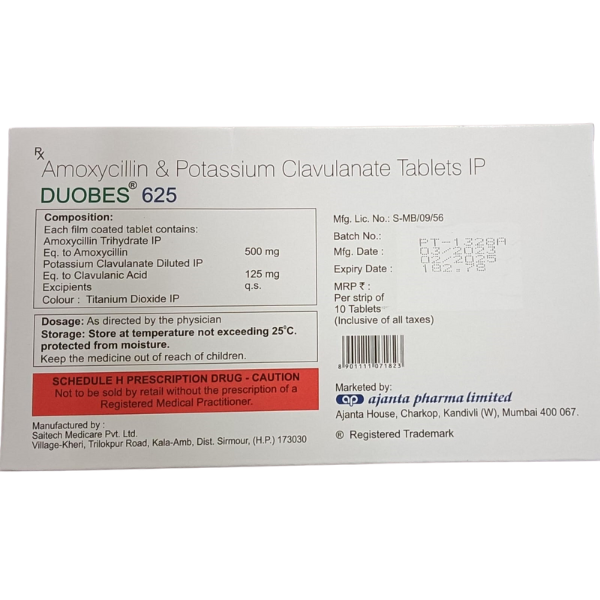 Rx
Amoxycillin & Potassium Clavulanate Tablets IP
DUOBES® 625
Composition:
Each film coated tablet contains:
Amoxycillin Trihydrate IP
Eq. to Amoxycillin 500 mg
Potassium Clavulanate Diluted IP
Eq. to Clavulanic Acid 125 mg
Excipients q.s.
Colour : Titanium Dioxide IP
Dosage: As directed by the physician
Storage: Store at temperature not exceeding 25°C.
protected from moisture.
Keep the medicine out of reach of children.
SCHEDULE H PRESCRIPTION DRUG - CAUTION
Not to be sold by retail without the prescription of a
Registered Medical Practitioner.
Manufactured by :
Saitech Medicare Pvt. Ltd.
Village-Kheri, Trilokpur Road, Kala-Amb, Dist. Sirmour, (H.P.) 173030
Mfg. Lic. No.: S-MB/09/56
Batch No.: PT-1328A
Mfg. Date :
Expiry Date :
MRP ₹ :
Per strip of
10 Tablets
(Inclusive of all taxes)
8901111071823
Marketed by:
ap ajanta pharma limited
Ajanta House, Charkop, Kandivli (W), Mumbai 400 067.
® Registered Trademark